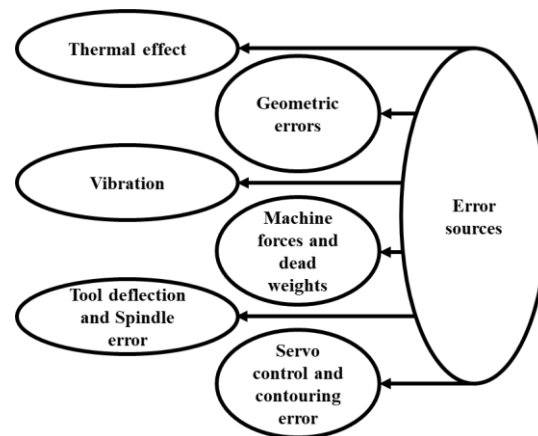 Thermal effect
Geometric
errors
Vibration
Error
sources
Machine
forces and
dead
weights
Tool deflection
and Spindle
error
Servo
control and
contouring
error